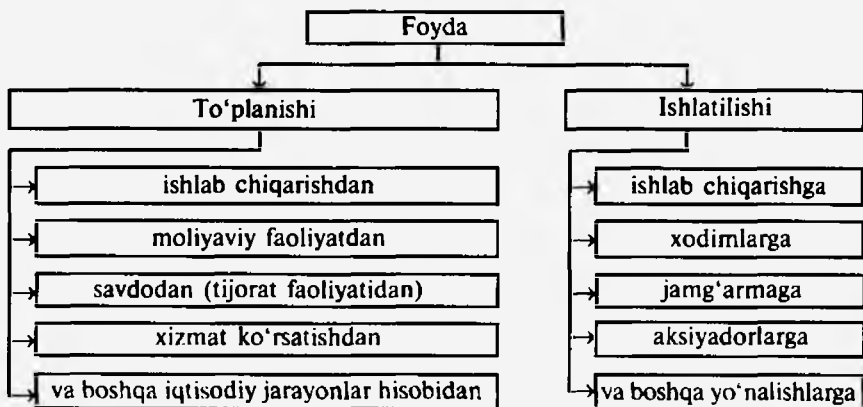 Foyda
To‘planishi
ishlab chiqarishdan
moliyaviy faoliyatdan
savdodan (tijorat faoliyatidan)
xizmat ko‘rsatishdan
va boshqa iqtisodiy jarayonlar hisobidan
Ishlatilishi
ishlab chiqarishga
xodimlarga
jamg‘armaga
aksiyadorlarga
va boshqa yo‘nalishlarga